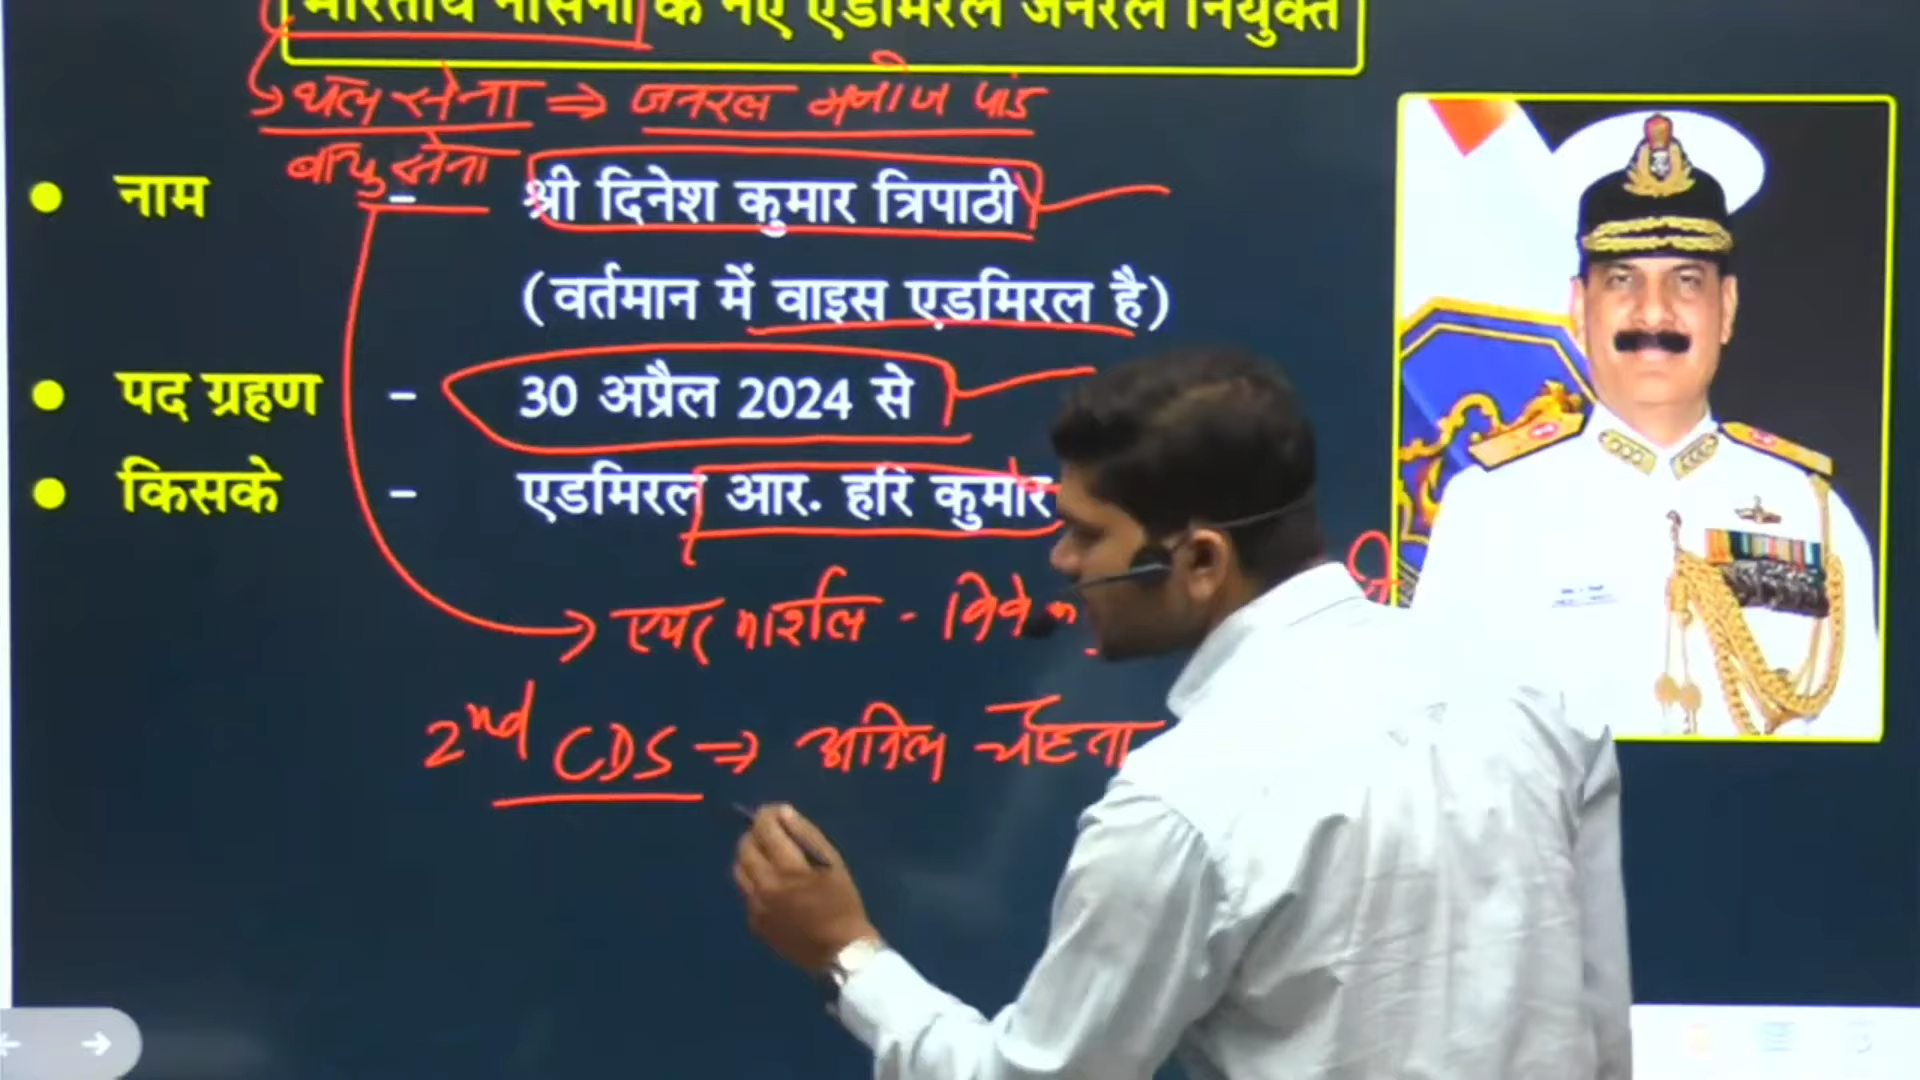 भारतीय नौसेना के नए एडमिरल जनरल नियुक्त
थल सेना ⇒ जनरल मनोज पांडे
वायु सेना
• नाम - श्री दिनेश कुमार त्रिपाठी
(वर्तमान में वाइस एडमिरल है)
• पद ग्रहण - 30 अप्रैल 2024 से
• किसके - एडमिरल आर. हरि कुमार
एयर मार्शल -
2nd CDS ⇒ अनिल चौहान